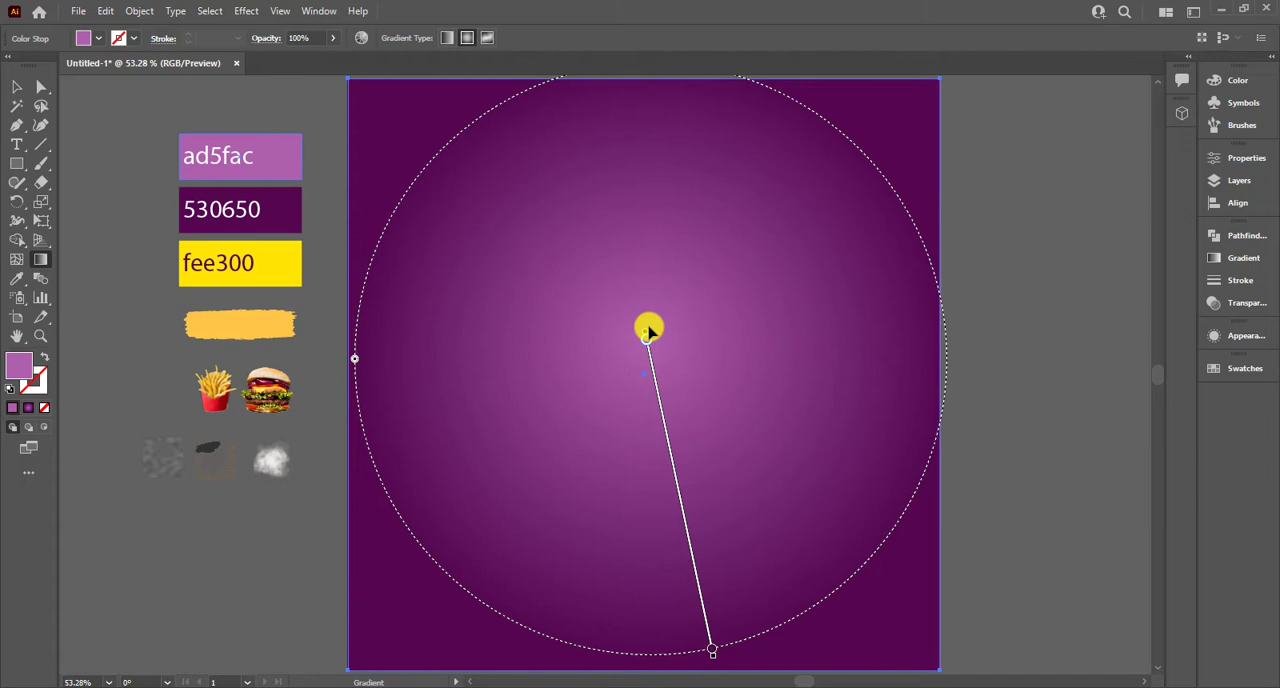 Ai File Edit Object Type Select Effect View Window Help
Color Stop Stroke: Opacity: 100% Gradient Type:
Untitled-1* @ 53.28 % (RGB/Preview) ×
Color
Symbols
Brushes
ad5fac
Properties
Layers
530650
Align
Pathfind...
fee300
Gradient
Stroke
Transpar...
Appeara...
Swatches
53.28% 0° 1 Gradient